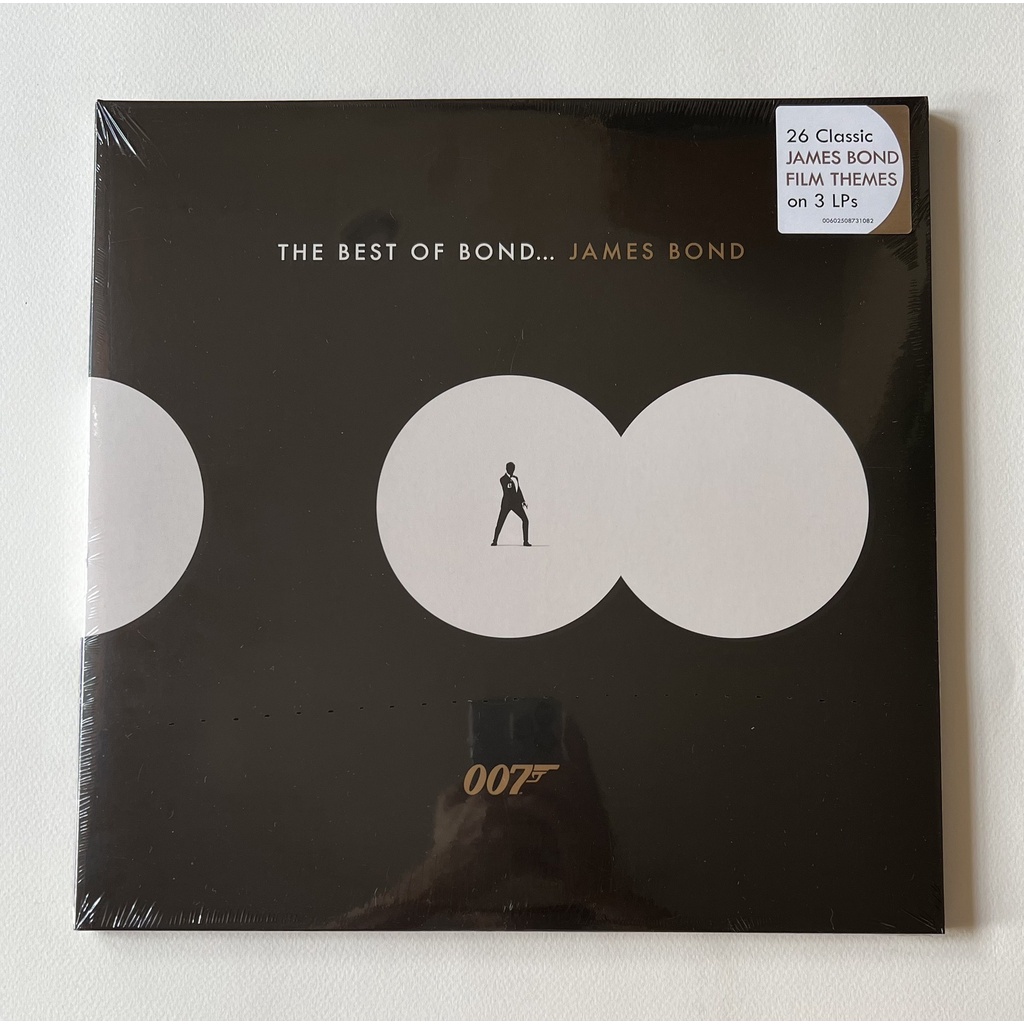 26 Classic
JAMES BOND
FILM THEMES
on 3 LPs
00602508731082
THE BEST OF BOND... JAMES BOND
007